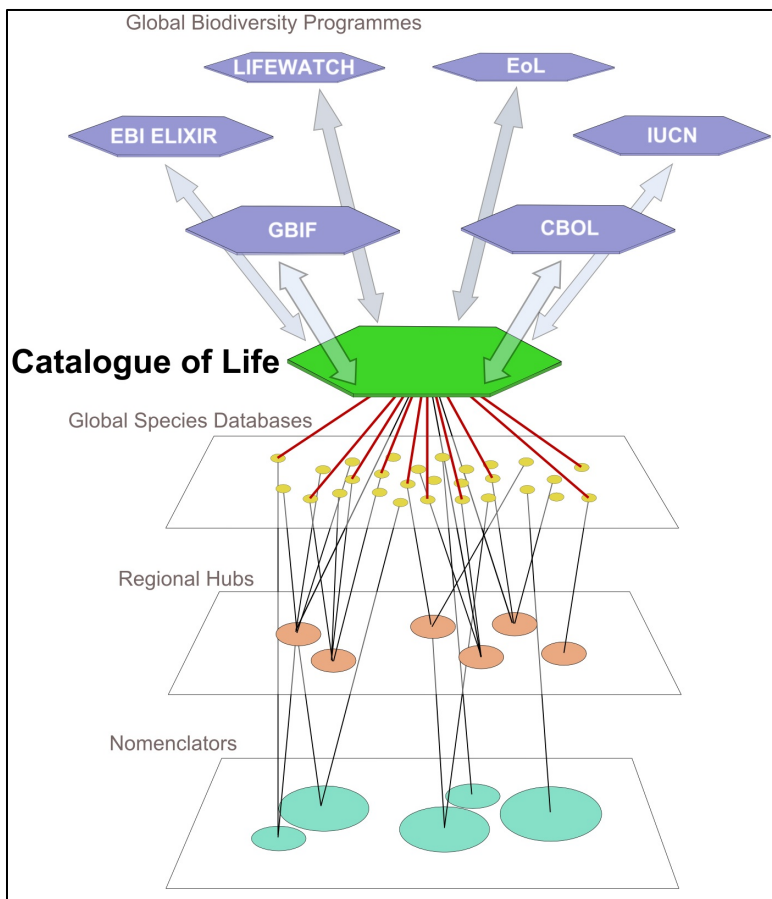 Global Biodiversity Programmes
LIFEWATCH
EoL
EBI ELIXIR
IUCN
GBIF
CBOL
Catalogue of Life
Global Species Databases
Regional Hubs
Nomenclators